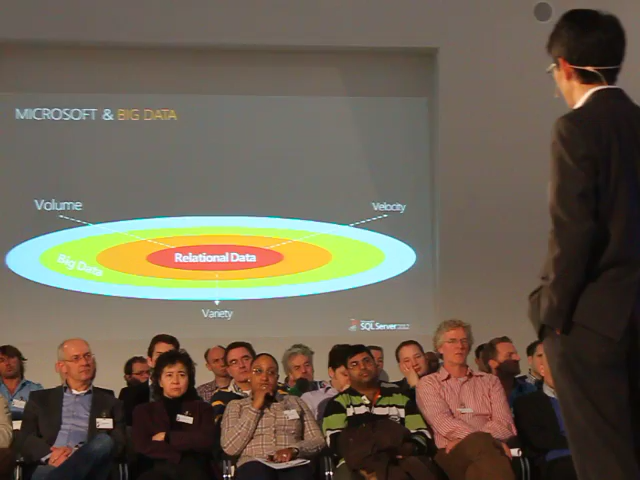 MICROSOFT & BIG DATA
Volume
Velocity
Relational Data
Big Data
Variety
SQL Server 2012